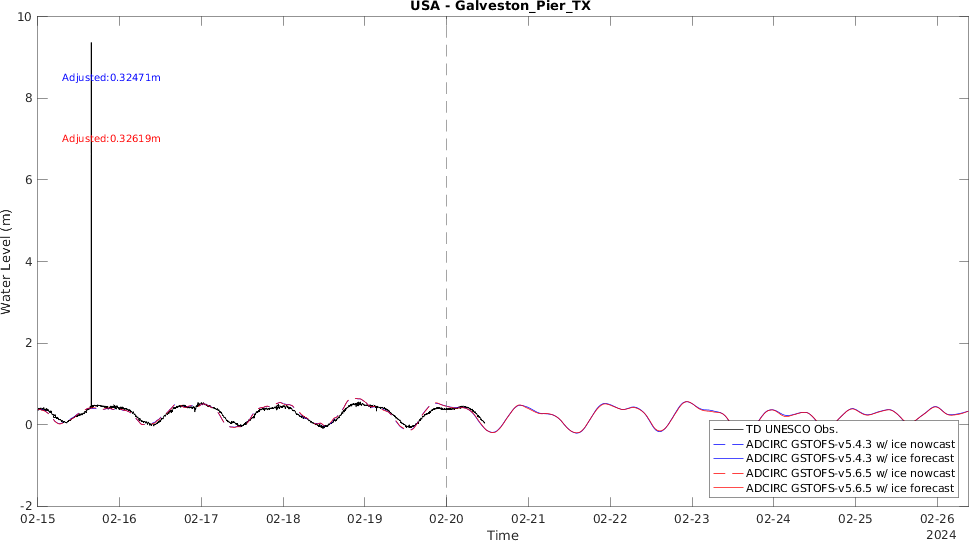 USA - Galveston_Pier_TX
10
8
6
4
2
0
-2
Water Level (m)
Adjusted:0.32471m
Adjusted:0.32619m
TD UNESCO Obs.
ADCIRC GSTOFS-v5.4.3 w/ ice nowcast
ADCIRC GSTOFS-v5.4.3 w/ ice forecast
ADCIRC GSTOFS-v5.6.5 w/ ice nowcast
ADCIRC GSTOFS-v5.6.5 w/ ice forecast
02-15 02-16 02-17 02-18 02-19 02-20 02-21 02-22 02-23 02-24 02-25 02-26
Time
2024